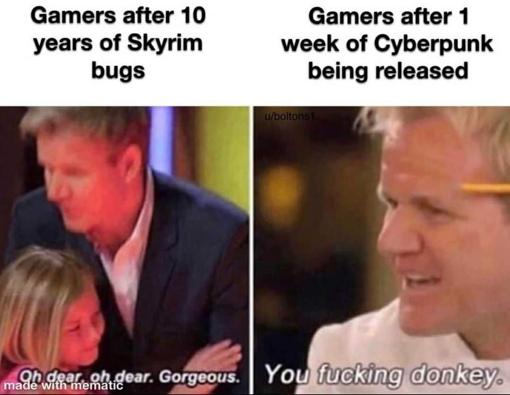 Gamers after 10
years of Skyrim
bugs
Gamers after 1
week of Cyberpunk
being released
u/boltons1
Oh dear, oh dear. Gorgeous.
made with mematic
You fucking donkey.